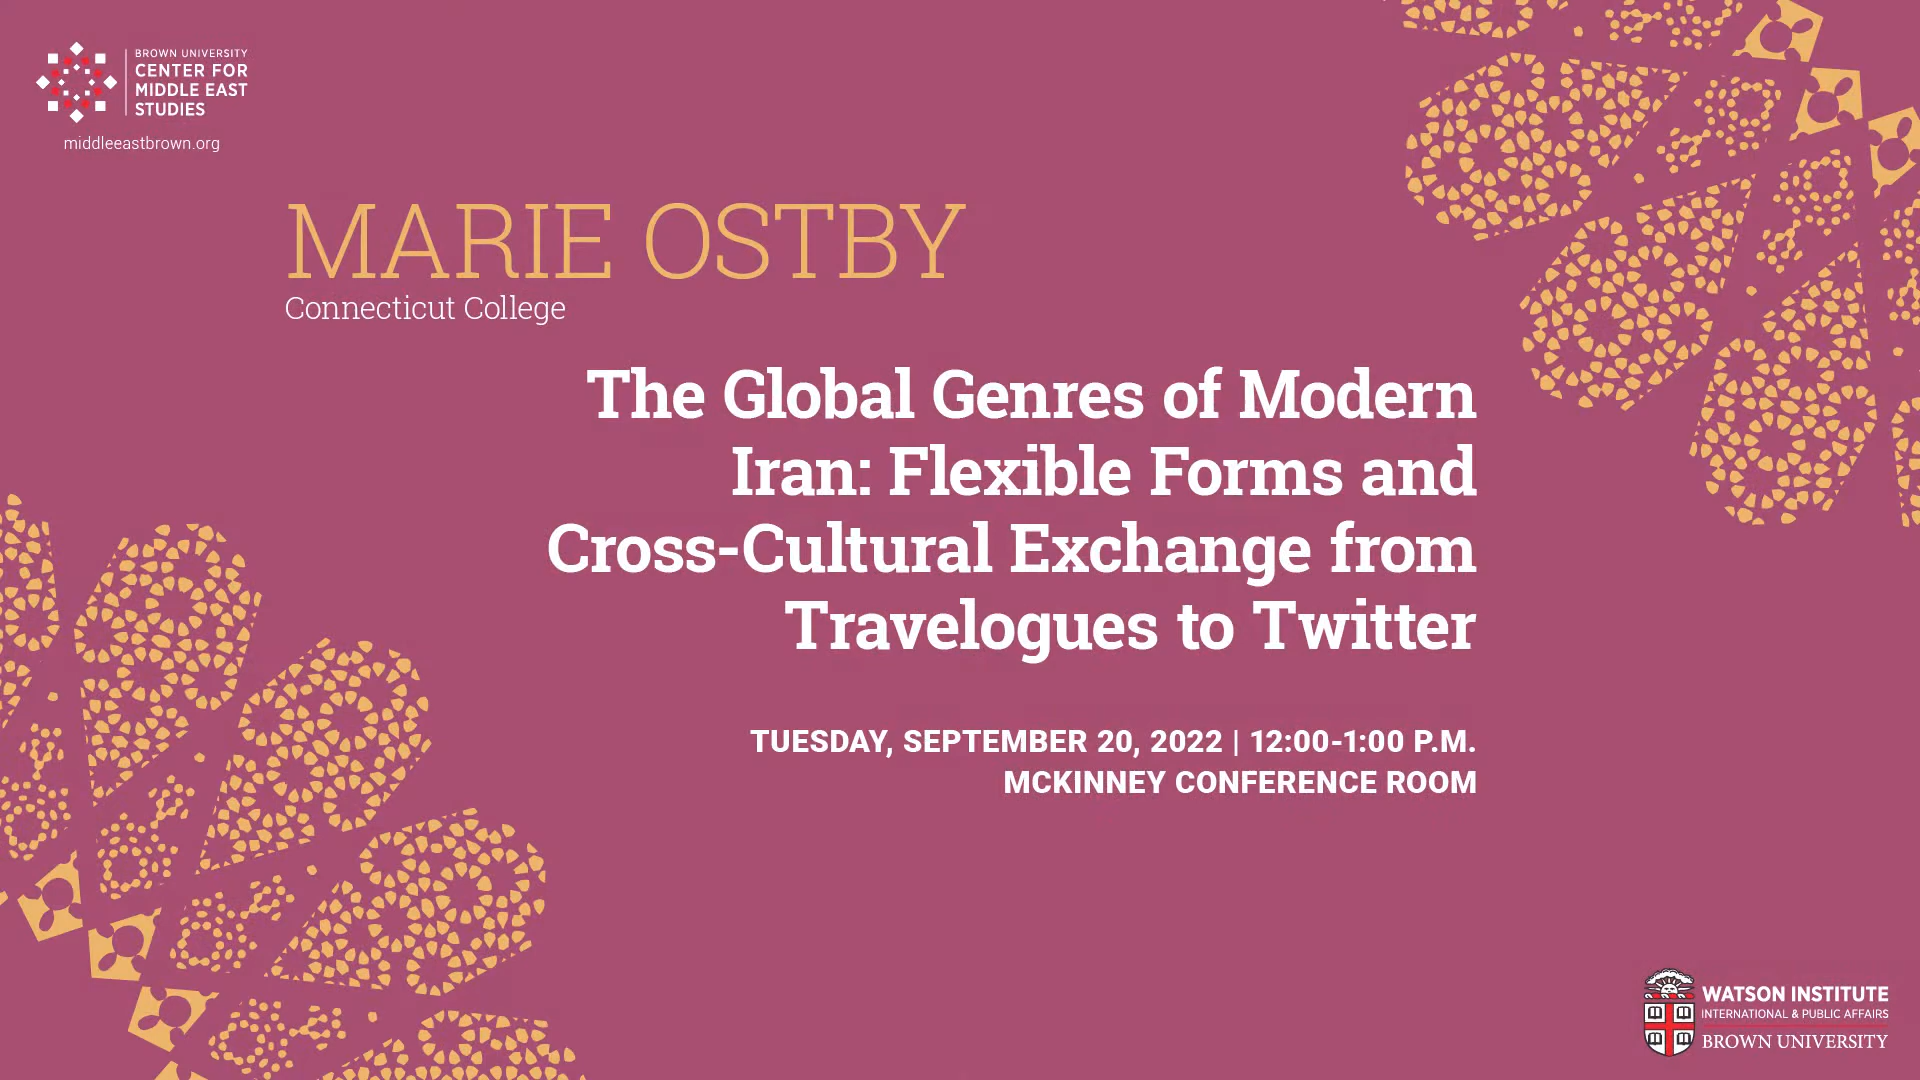 BROWN UNIVERSITY
CENTER FOR
MIDDLE EAST
STUDIES
middleeastbrown.org
MARIE OSTBY
Connecticut College
The Global Genres of Modern
Iran: Flexible Forms and
Cross-Cultural Exchange from
Travelogues to Twitter
TUESDAY, SEPTEMBER 20, 2022 | 12:00-1:00 P.M.
MCKINNEY CONFERENCE ROOM
WATSON INSTITUTE
INTERNATIONAL & PUBLIC AFFAIRS
BROWN UNIVERSITY